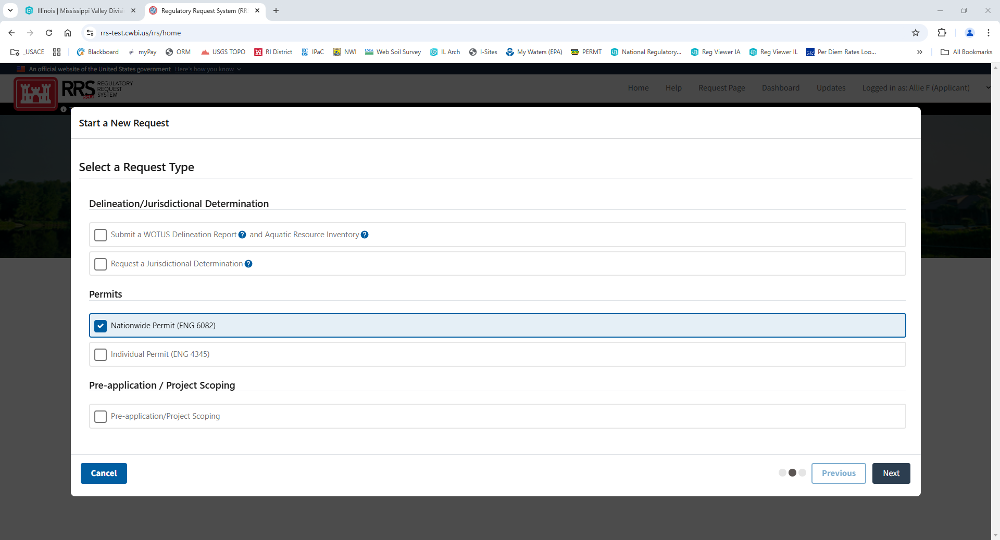 Illinois | Mississippi Valley Divisi
Regulatory Request System (RR
rrs-test.cwbi.us/rrs/home
_USACE
Blackboard
myPay
ORM
USGS TOPO
RI District
IPaC
NWI
Web Soil Survey
IL Arch
I-Sites
My Waters (EPA)
PERMT
National Regulatory...
Reg Viewer IA
Reg Viewer IL
Per Diem Rates Loo...
All Bookmarks
An official website of the United States government Here's how you know
RRS
beta
REGULATORY
REQUEST
SYSTEM
Home
Help
Request Page
Dashboard
Updates
Logged in as: Allie F (Applicant)
Start a New Request
Select a Request Type
Delineation/Jurisdictional Determination
Submit a WOTUS Delineation Report ? and Aquatic Resource Inventory ?
Request a Jurisdictional Determination ?
Permits
Nationwide Permit (ENG 6082)
Individual Permit (ENG 4345)
Pre-application / Project Scoping
Pre-application/Project Scoping
Cancel
Previous
Next